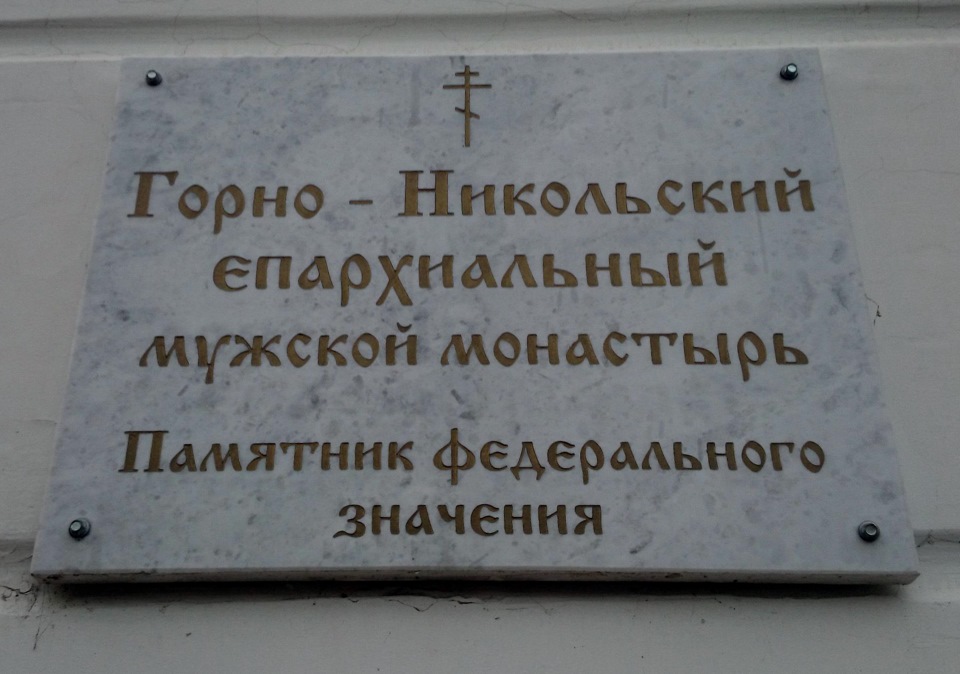 Горно - Никольский
епархиальный
мужской монастырь
Памятник федерального
значения